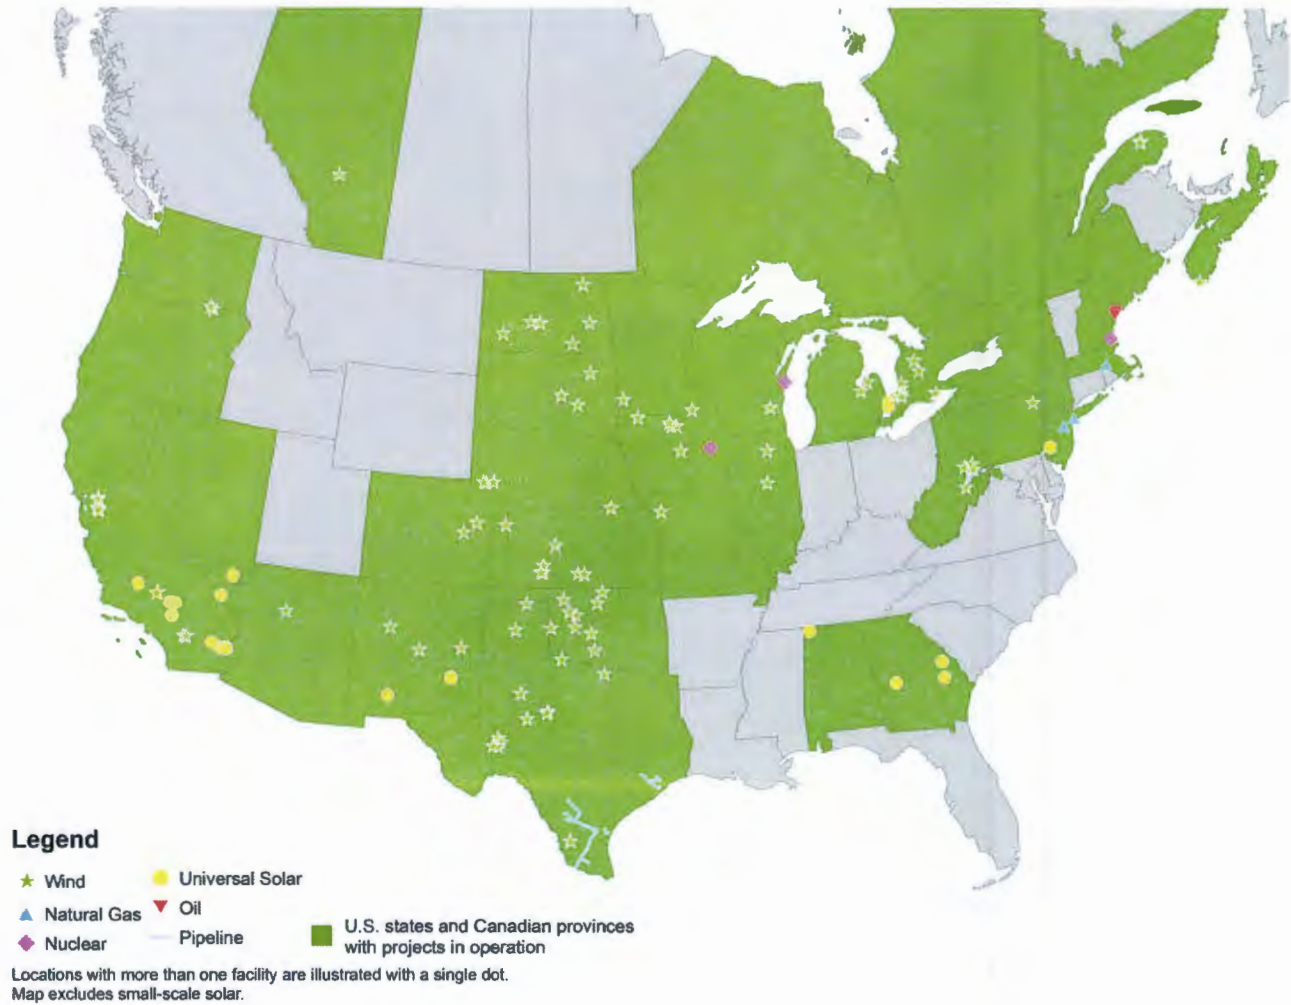 Legend
Wind
Universal Solar
Natural Gas
Oil
Nuclear
Pipeline
U.S. states and Canadian provinces
with projects in operation
Locations with more than one facility are illustrated with a single dot.
Map excludes small-scale solar.